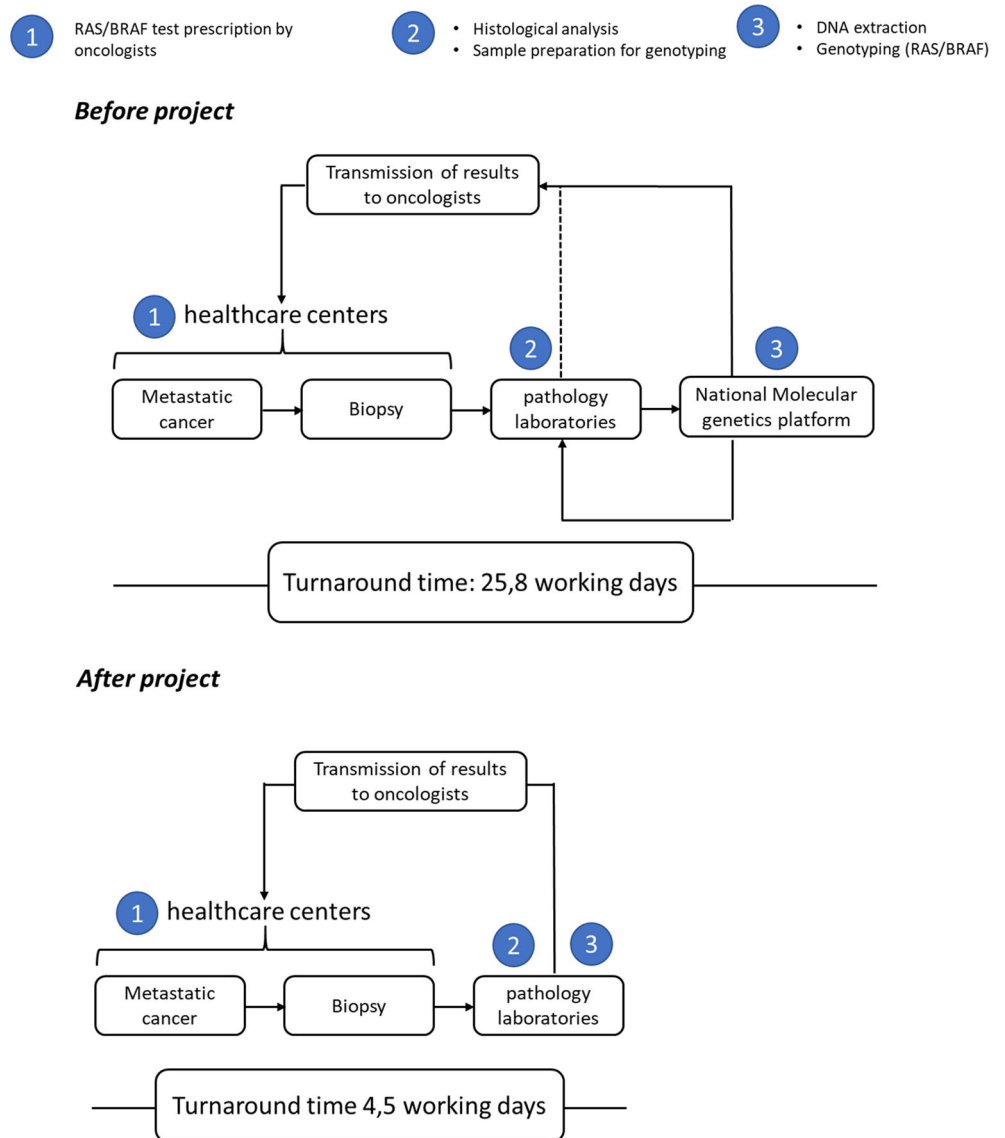 1
RAS/BRAF test prescription by
oncologists
2
• Histological analysis
• Sample preparation for genotyping
3
• DNA extraction
• Genotyping (RAS/BRAF)
Before project
Transmission of results
to oncologists
1 healthcare centers
2
3
Metastatic
cancer
Biopsy
pathology
laboratories
National Molecular
genetics platform
Turnaround time: 25,8 working days
After project
Transmission of results
to oncologists
1 healthcare centers
2
3
Metastatic
cancer
Biopsy
pathology
laboratories
Turnaround time 4,5 working days